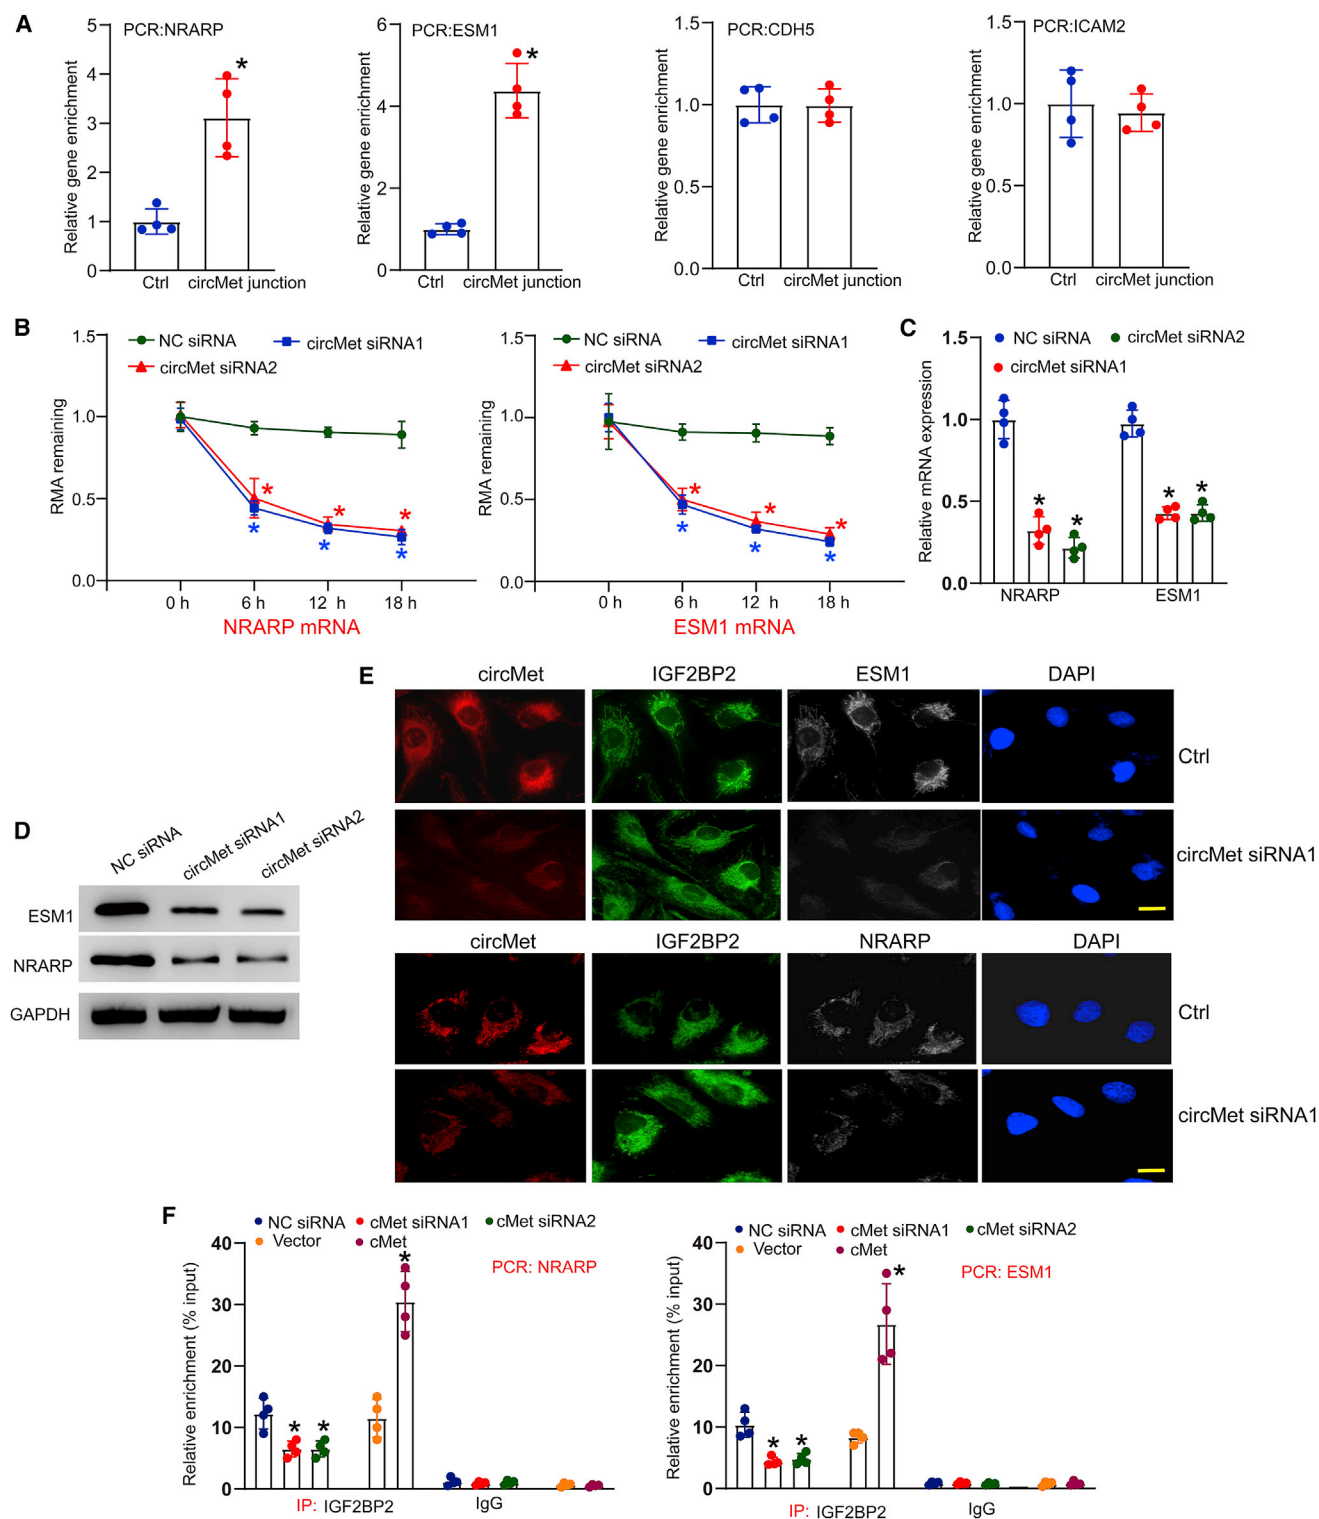 A
PCR:NRARP
Relative gene enrichment
5
4
3
2
1
0
*
Ctrl
circMet junction
PCR:ESM1
Relative gene enrichment
6
4
2
0
*
Ctrl
circMet junction
PCR:CDH5
Relative gene enrichment
1.5
1.0
0.5
0.0
Ctrl
circMet junction
PCR:ICAM2
Relative gene enrichment
1.5
1.0
0.5
0.0
Ctrl
circMet junction
B
NC siRNA
circMet siRNA1
circMet siRNA2
RMA remaining
1.5
1.0
0.5
0.0
* * *
* * *
0 h
6 h
12 h
18 h
NRARP mRNA
NC siRNA
circMet siRNA1
circMet siRNA2
RMA remaining
1.5
1.0
0.5
0.0
* * *
* * *
0 h
6 h
12 h
18 h
ESM1 mRNA
C
NC siRNA
circMet siRNA2
circMet siRNA1
Relative mRNA expression
1.5
1.0
0.5
0.0
* * * *
NRARP
ESM1
D
NC siRNA
circMet siRNA1
circMet siRNA2
ESM1
NRARP
GAPDH
E
circMet
IGF2BP2
ESM1
DAPI
Ctrl
circMet siRNA1
circMet
IGF2BP2
NRARP
DAPI
Ctrl
circMet siRNA1
F
NC siRNA
cMet siRNA1
cMet siRNA2
Vector
cMet
PCR: NRARP
Relative enrichment (% input)
40
30
20
10
0
* * *
IP: IGF2BP2
IgG
NC siRNA
cMet siRNA1
cMet siRNA2
Vector
cMet
PCR: ESM1
Relative enrichment (% input)
40
30
20
10
0
* * *
IP: IGF2BP2
IgG